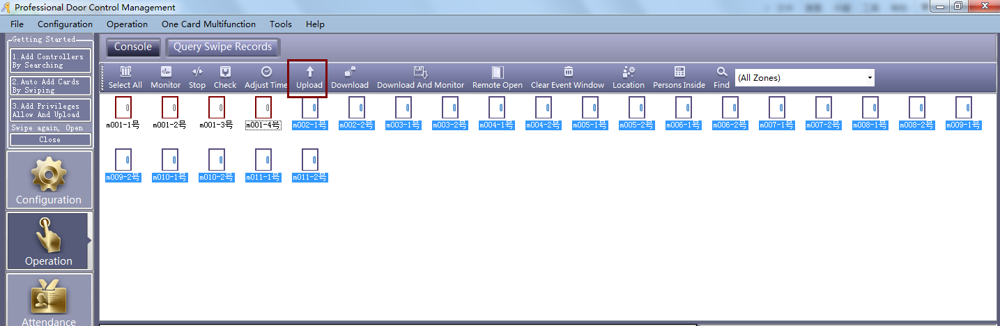 Professional Door Control Management
File Configuration Operation One Card Multifunction Tools Help
Getting Started
1.Add Controllers
By Searching
2.Auto Add Cards
By Swiping
3.Add Privileges
Allow And Upload
Swipe again, Open
Close
Configuration
Operation
Attendance
Console Query Swipe Records
Select All Monitor Stop Check Adjust Time Upload Download Download And Monitor Remote Open Clear Event Window Location Persons Inside Find (All Zones)
m001-1号 m001-2号 m001-3号 m001-4号 m002-1号 m002-2号 m003-1号 m003-2号 m004-1号 m004-2号 m005-1号 m005-2号 m006-1号 m006-2号 m007-1号 m007-2号 m008-1号 m008-2号 m009-1号
m009-2号 m010-1号 m010-2号 m011-1号 m011-2号